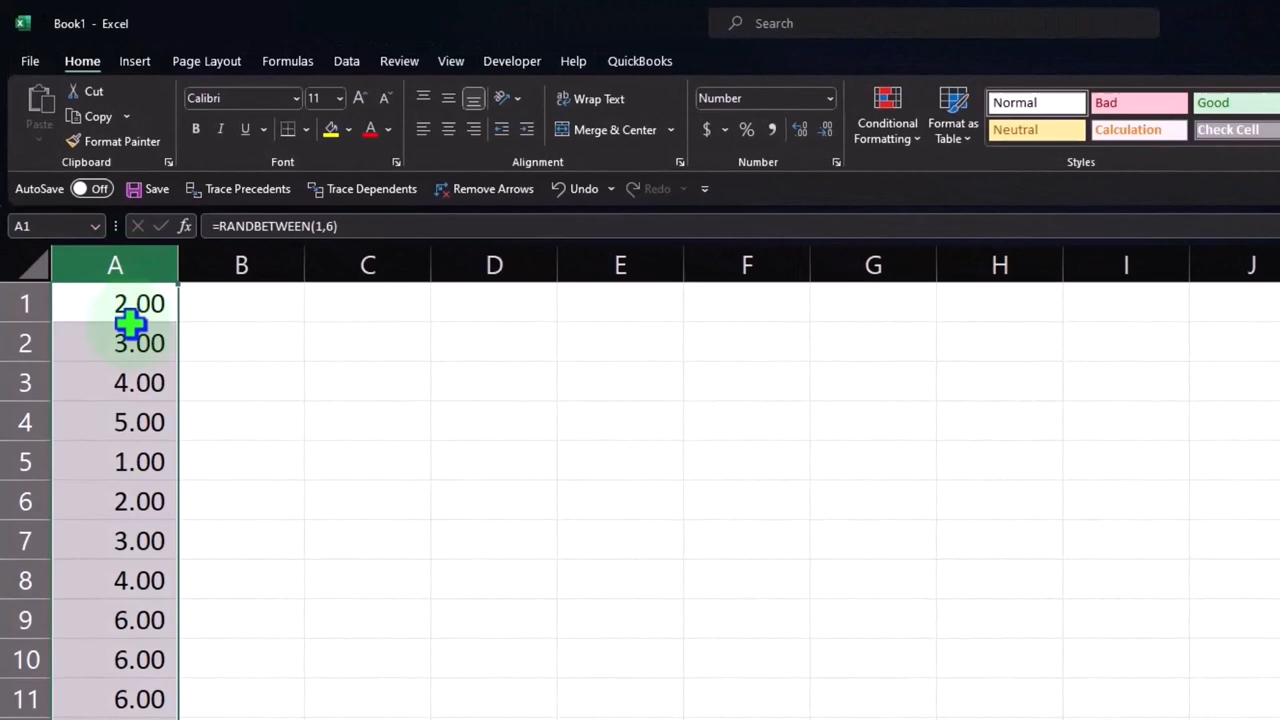 Book1 - Excel
Search
File Home Insert Page Layout Formulas Data Review View Developer Help QuickBooks
Paste
Cut
Copy
Format Painter
Clipboard
Calibri 11 A A
B I U A
Font
Wrap Text
Merge & Center
Alignment
Number
$ %
Number
Conditional
Formatting
Format as
Table
Normal Bad Good
Neutral Calculation Check Cell
Styles
AutoSave Off Save Trace Precedents Trace Dependents Remove Arrows Undo Redo
A1 fx =RANDBETWEEN(1,6)
A B C D E F G H I J
1 2.00
2 3.00
3 4.00
4 5.00
5 1.00
6 2.00
7 3.00
8 4.00
9 6.00
10 6.00
11 6.00